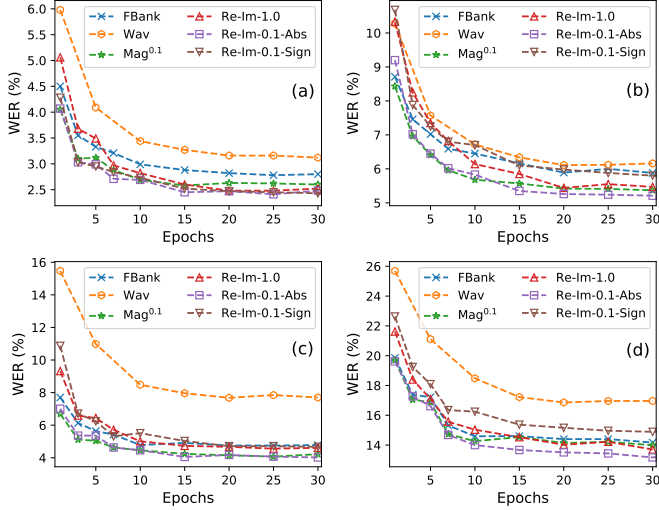 6.0
5.5
5.0
4.5
4.0
3.5
3.0
2.5
WER (%)
FBank
Wav
Mag^0.1
Re-Im-1.0
Re-Im-0.1-Abs
Re-Im-0.1-Sign
(a)
5 10 15 20 25 30
Epochs
10
9
8
7
6
5
WER (%)
FBank
Wav
Mag^0.1
Re-Im-1.0
Re-Im-0.1-Abs
Re-Im-0.1-Sign
(b)
5 10 15 20 25 30
Epochs
16
14
12
10
8
6
4
WER (%)
FBank
Wav
Mag^0.1
Re-Im-1.0
Re-Im-0.1-Abs
Re-Im-0.1-Sign
(c)
5 10 15 20 25 30
Epochs
26
24
22
20
18
16
14
WER (%)
FBank
Wav
Mag^0.1
Re-Im-1.0
Re-Im-0.1-Abs
Re-Im-0.1-Sign
(d)
5 10 15 20 25 30
Epochs